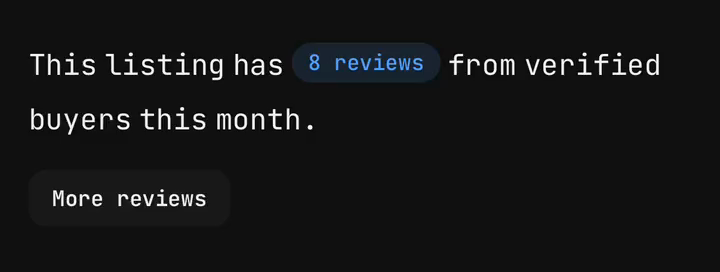 This listing has 8 reviews from verified
buyers this month.
More reviews